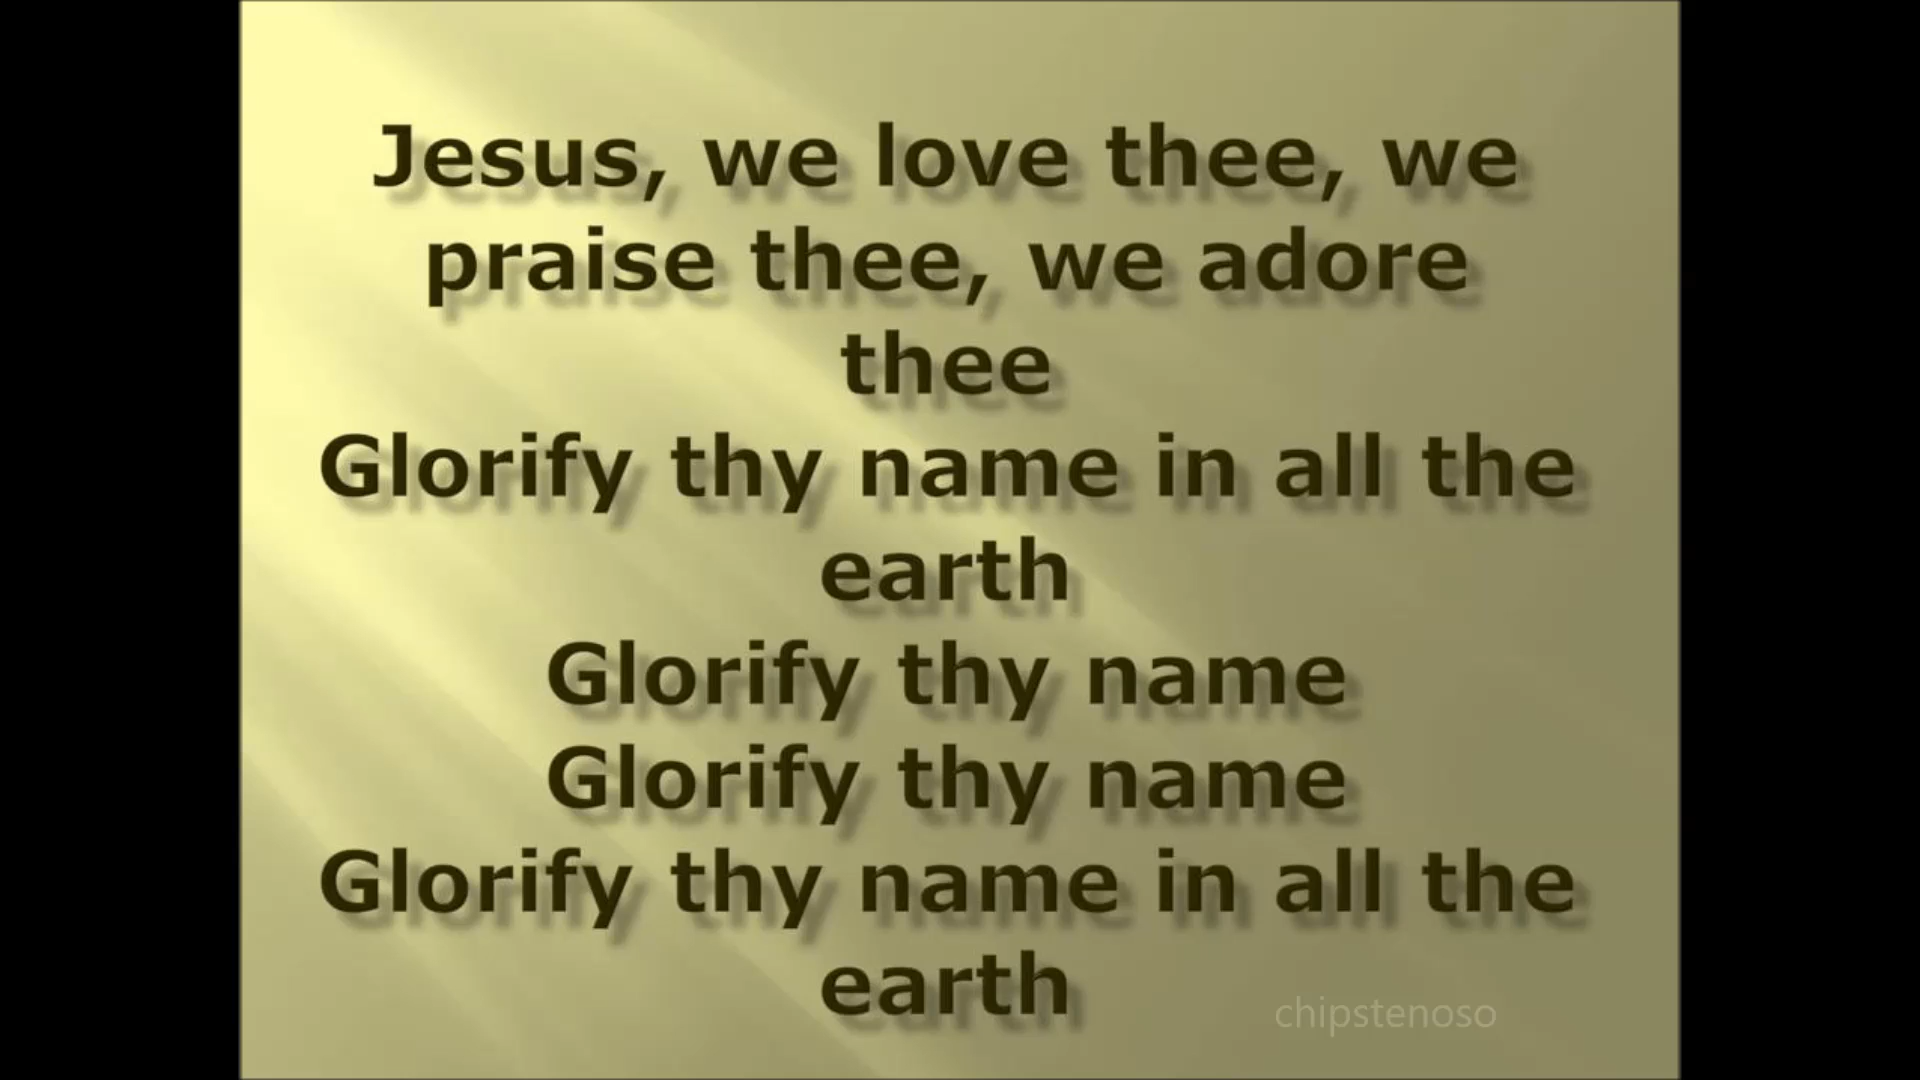 Jesus, we love thee, we
praise thee, we adore
thee
Glorify thy name in all the
earth
Glorify thy name
Glorify thy name
Glorify thy name in all the
earth
chipstenoso